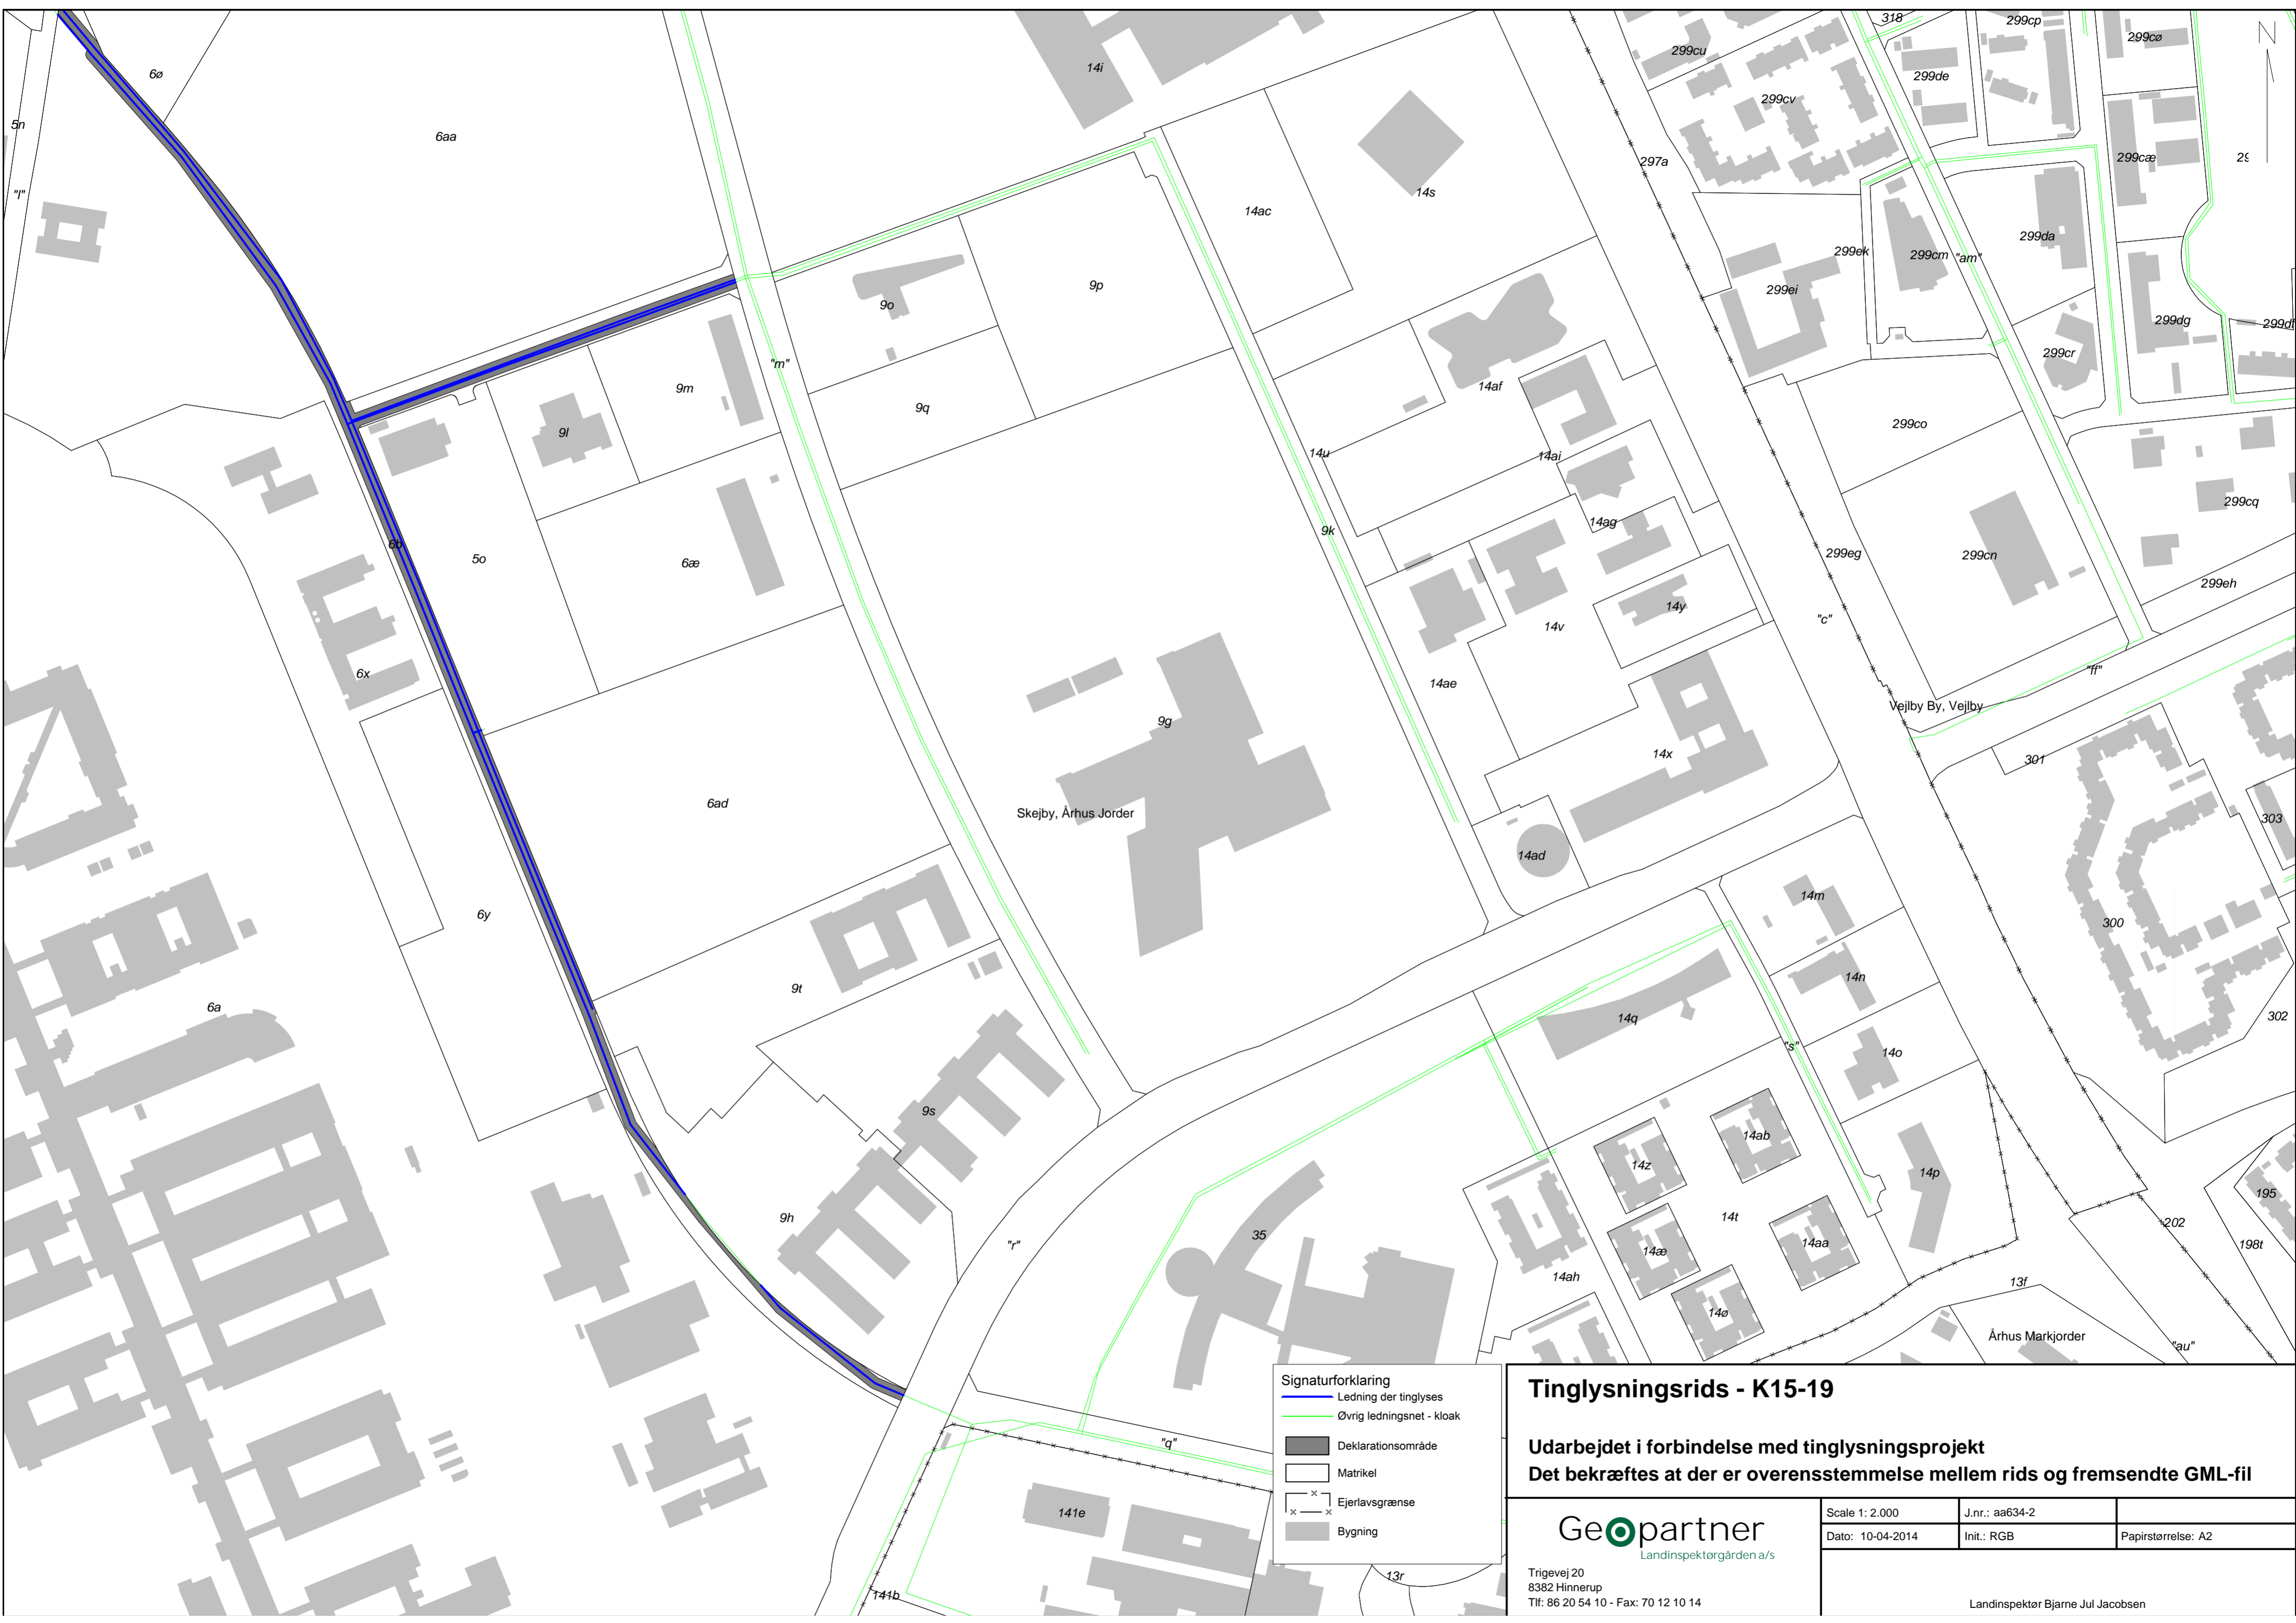 318
299cp
299cø
N
299cu
14i
299de
6ø
299cv
5n
6aa
297a
299cæ
29
"l"
14s
14ac
299da
299ek
299cm
"am"
9p
299ei
9o
299dg
299df
299cr
"m"
9m
14af
9q
299co
9l
14u
14ai
299cq
14ag
9k
6b
5o
6æ
299eg
299cn
299eh
14y
"c"
14v
6x
14ae
"ff"
Vejlby By, Vejlby
9g
14x
301
6ad
Skejby, Århus Jorder
303
14ad
14m
6y
300
14n
9t
6a
14q
302
"s"
14o
9s
14ab
14z
14p
195
9h
14t
202
35
"r"
14æ
14aa
198t
14ah
13f
14ø
Århus Markjorder
"au"
"q"
141e
13r
141b
Signaturforklaring
Ledning der tinglyses
Øvrig ledningsnet - kloak
Deklarationsområde
Matrikel
Ejerlavsgrænse
Bygning
Tinglysningsrids - K15-19
Udarbejdet i forbindelse med tinglysningsprojekt
Det bekræftes at der er overensstemmelse mellem rids og fremsendte GML-fil
Geopartner
Landinspektørgården a/s
Trigevej 20
8382 Hinnerup
Tlf: 86 20 54 10 - Fax: 70 12 10 14
Scale 1: 2.000
J.nr.: aa634-2
Dato: 10-04-2014
Init.: RGB
Papirstørrelse: A2
Landinspektør Bjarne Jul Jacobsen